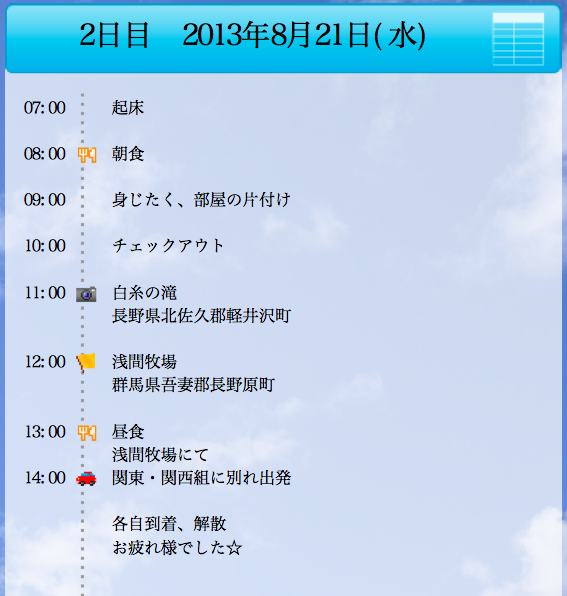 2日目　2013年8月21日(水)
07:00 起床
08:00 朝食
09:00 身じたく、部屋の片付け
10:00 チェックアウト
11:00 白糸の滝
長野県北佐久郡軽井沢町
12:00 浅間牧場
群馬県吾妻郡長野原町
13:00 昼食
浅間牧場にて
14:00 関東・関西組に別れ出発
各自到着、解散
お疲れ様でした☆